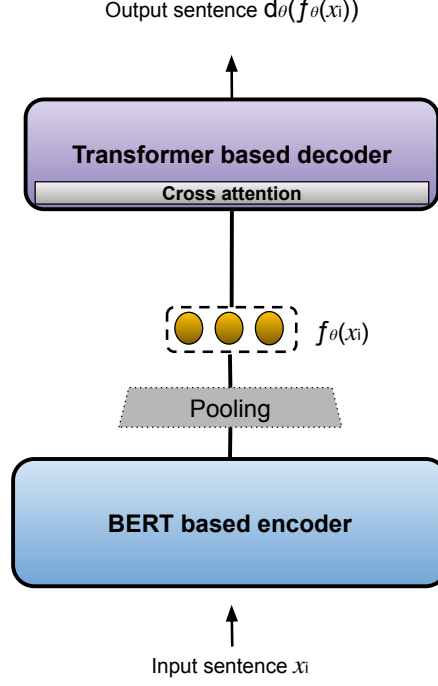 Output sentence dθ(fθ(xi))
Transformer based decoder
Cross attention
fθ(xi)
Pooling
BERT based encoder
Input sentence xi